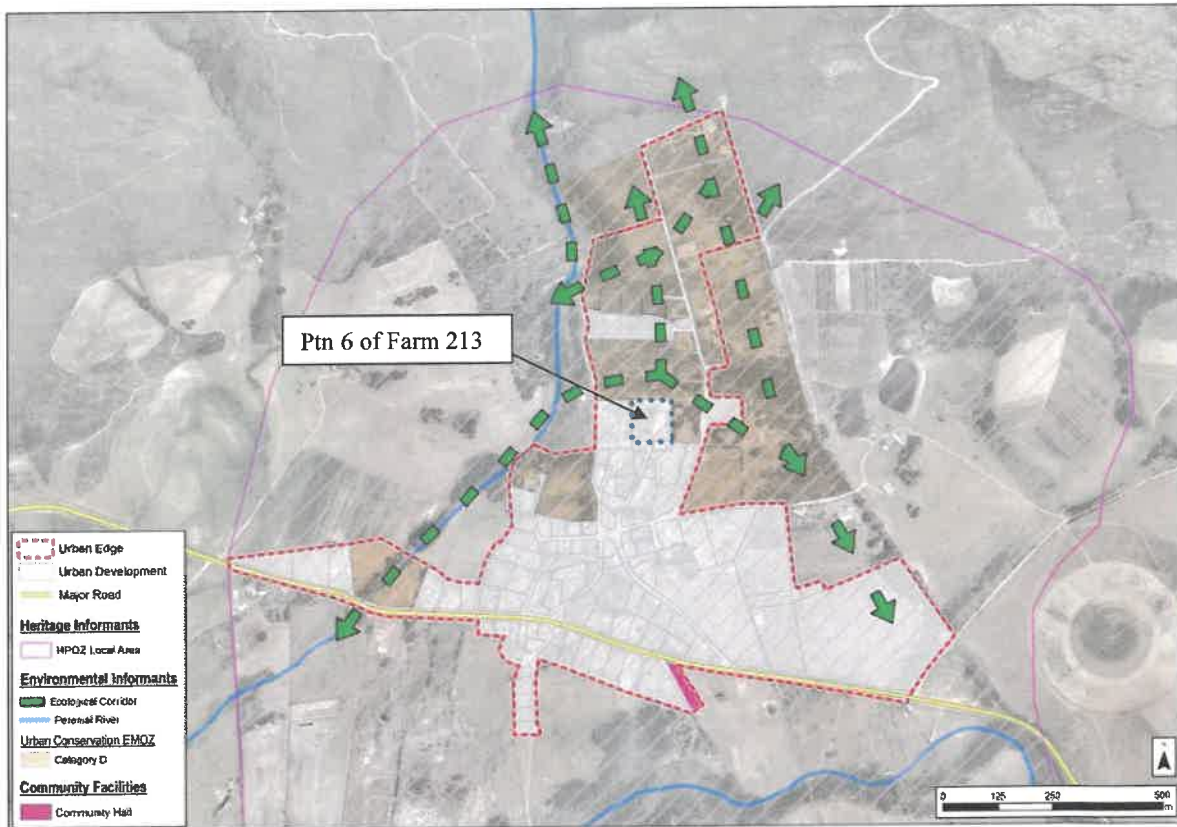 Ptn 6 of Farm 213
Urban Edge
Urban Development
Major Road
Heritage Informants
HPOZ Local Area
Environmental Informants
Ecological Corridor
Perenial River
Urban Conservation EMOZ
Category D
Community Facilities
Community Hall
0 125 250 500
m